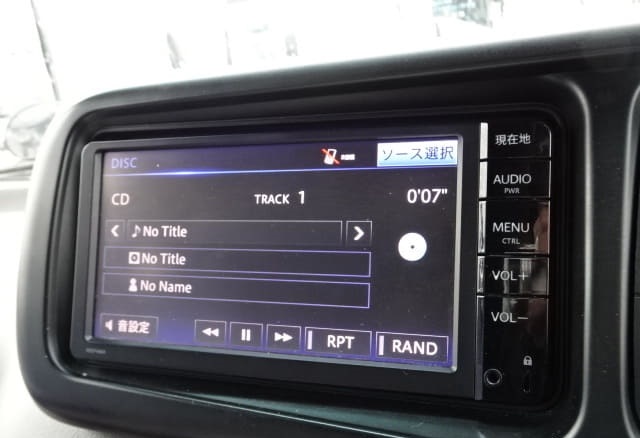 DISC
ソース選択
CD TRACK 1 0'07"
No Title
No Title
No Name
音設定
RPT
RAND
現在地
AUDIO
PWR
MENU
CTRL
VOL+
VOL−